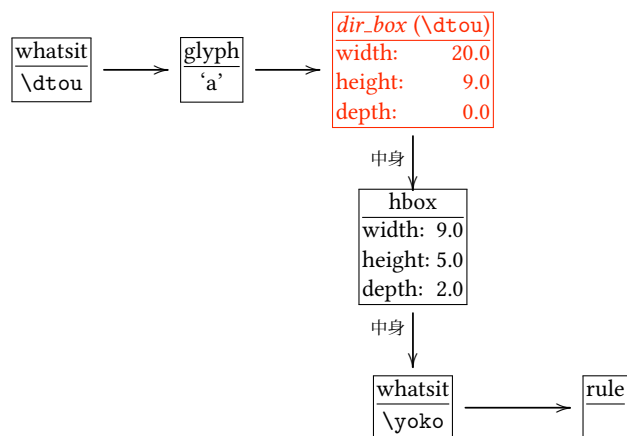 whatsit
\dtou
glyph
‘a’
dir_box (\dtou)
width: 20.0
height: 9.0
depth: 0.0
中身
hbox
width: 9.0
height: 5.0
depth: 2.0
中身
whatsit
\yoko
rule